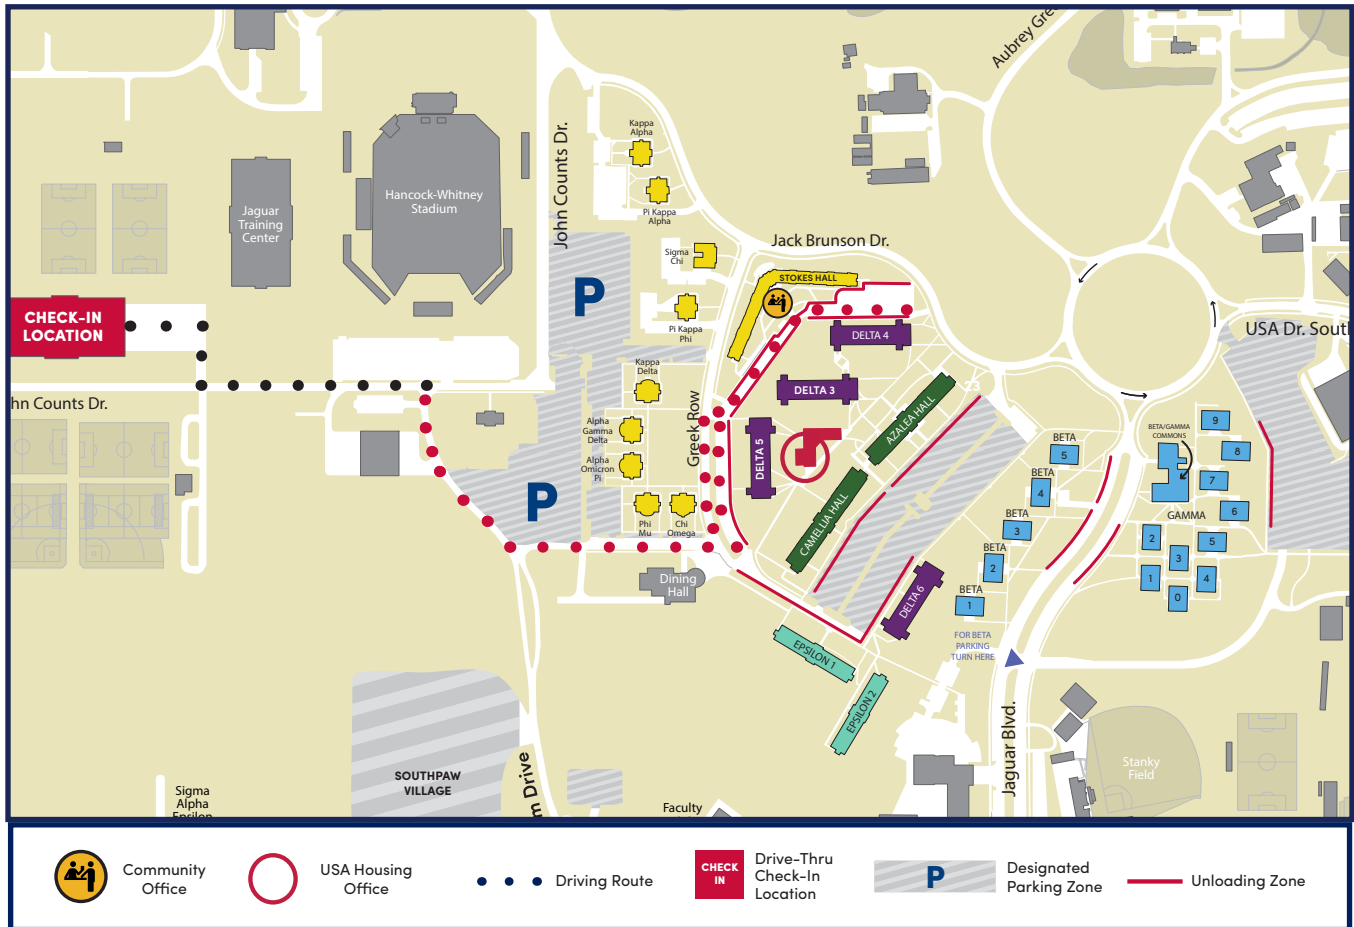 Aubrey Gre
Kappa
Alpha
John Counts Dr.
Hancock-Whitney
Stadium
Jaguar
Training
Center
Pi Kappa
Alpha
Jack Brunson Dr.
Sigma
Chi
STOKES HALL
P
CHECK-IN
LOCATION
Pi Kappa
Phi
DELTA 4
USA Dr. South
Kappa
Delta
DELTA 3
23
hn Counts Dr.
Greek Row
AZALEA HALL
Alpha
Gamma
Delta
BETA/GAMMA
COMMONS
9
BETA
5
8
DELTA 5
Alpha
Omicron
Pi
BETA
4
7
P
GAMMA
6
Phi
Mu
Chi
Omega
CAMELLIA HALL
BETA
3
2
5
3
BETA
2
1
4
0
Dining
Hall
DELTA 6
1
BETA
FOR BETA
PARKING
TURN HERE
EPSILON 1
EPSILON 2
Jaguar Blvd.
Stanky
Field
SOUTHPAW
VILLAGE
m Drive
Sigma
Alpha
Epsilon
Faculty
Community
Office
USA Housing
Office
Driving Route
CHECK
IN
Drive-Thru
Check-In
Location
P
Designated
Parking Zone
Unloading Zone